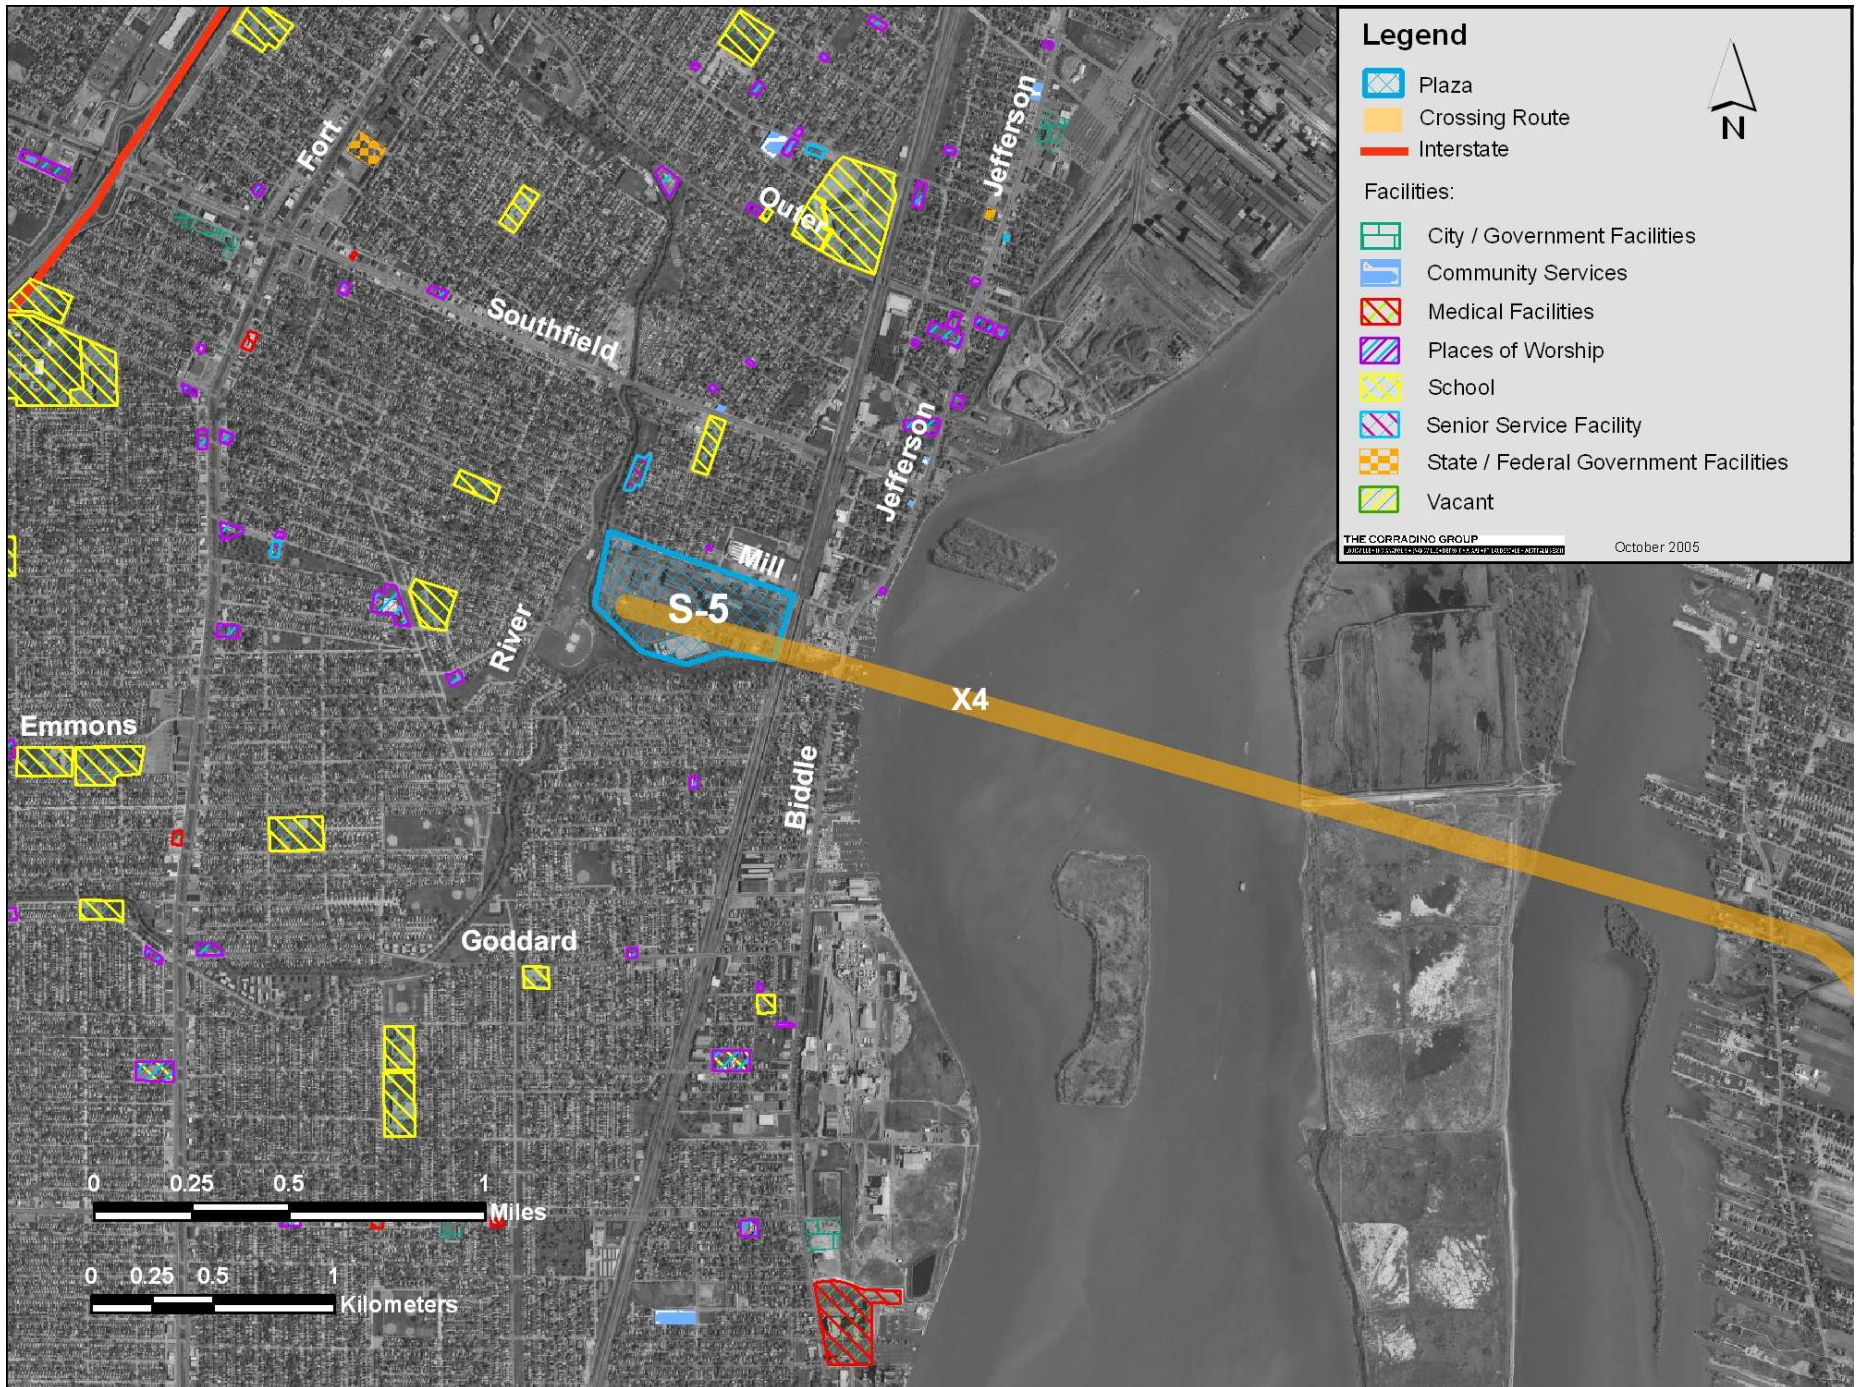 Legend
Plaza
Crossing Route
Interstate
N
Facilities:
City / Government Facilities
Community Services
Medical Facilities
Places of Worship
School
Senior Service Facility
State / Federal Government Facilities
Vacant
THE CORRADINO GROUP
October 2005
Fort
Jefferson
Outer
Southfield
Jefferson
Mill
S-5
River
X4
Emmons
Biddle
Goddard
0 0.25 0.5 1
Miles
0 0.25 0.5 1
Kilometers